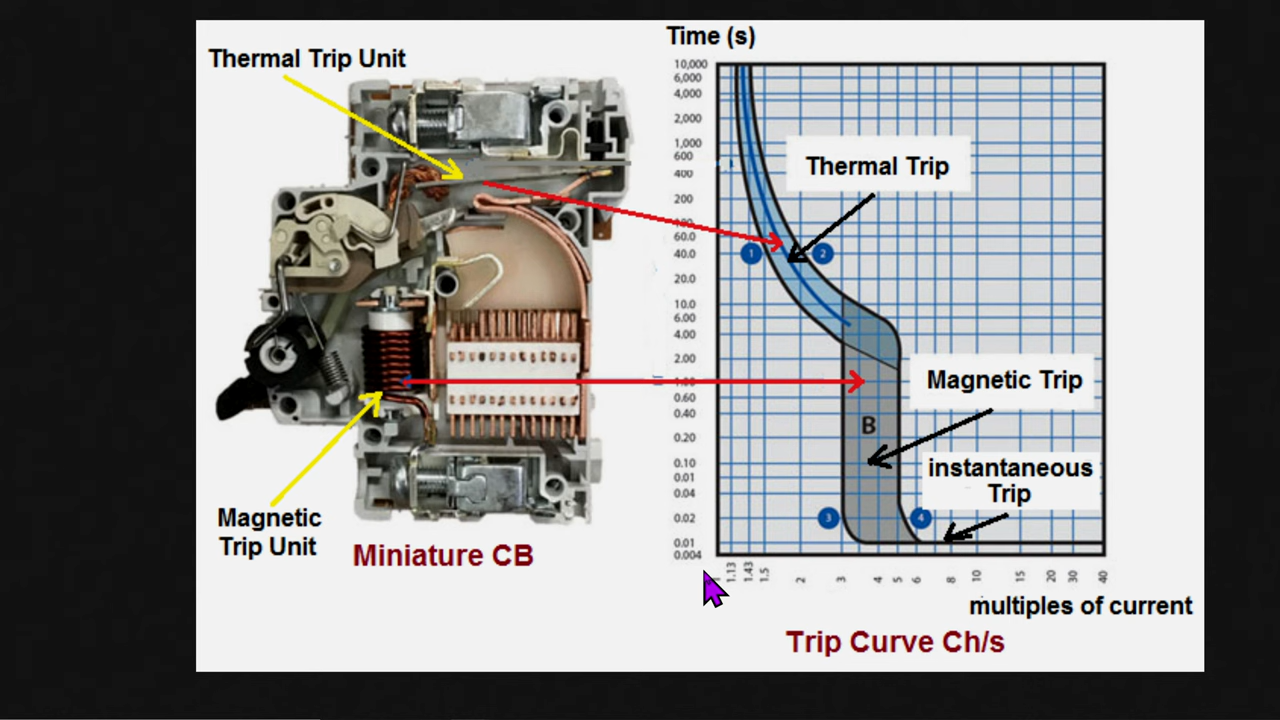 Thermal Trip Unit
Magnetic
Trip Unit
Miniature CB
Time (s)
10,000
6,000
4,000
2,000
1,000
600
400
200
60.0
40.0
20.0
10.0
6.00
4.00
2.00
1.00
0.60
0.40
0.20
0.10
0.01
0.04
0.02
0.01
0.004
Thermal Trip
1
2
Magnetic Trip
B
instantaneous
Trip
3
4
1.13 1.43 1.5 2 3 4 5 6 8 10 15 20 30 40
multiples of current
Trip Curve Ch/s